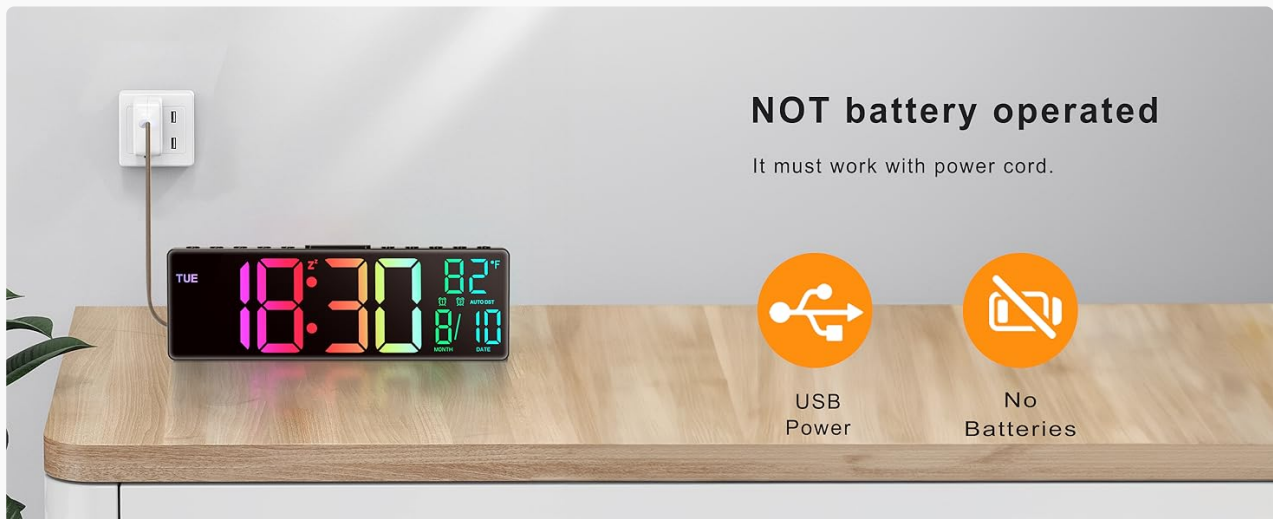 NOT battery operated
It must work with power cord.
TUE
18:30
Zz
82°F
AUTO DST
8/10
MONTH
DATE
USB
Power
No
Batteries